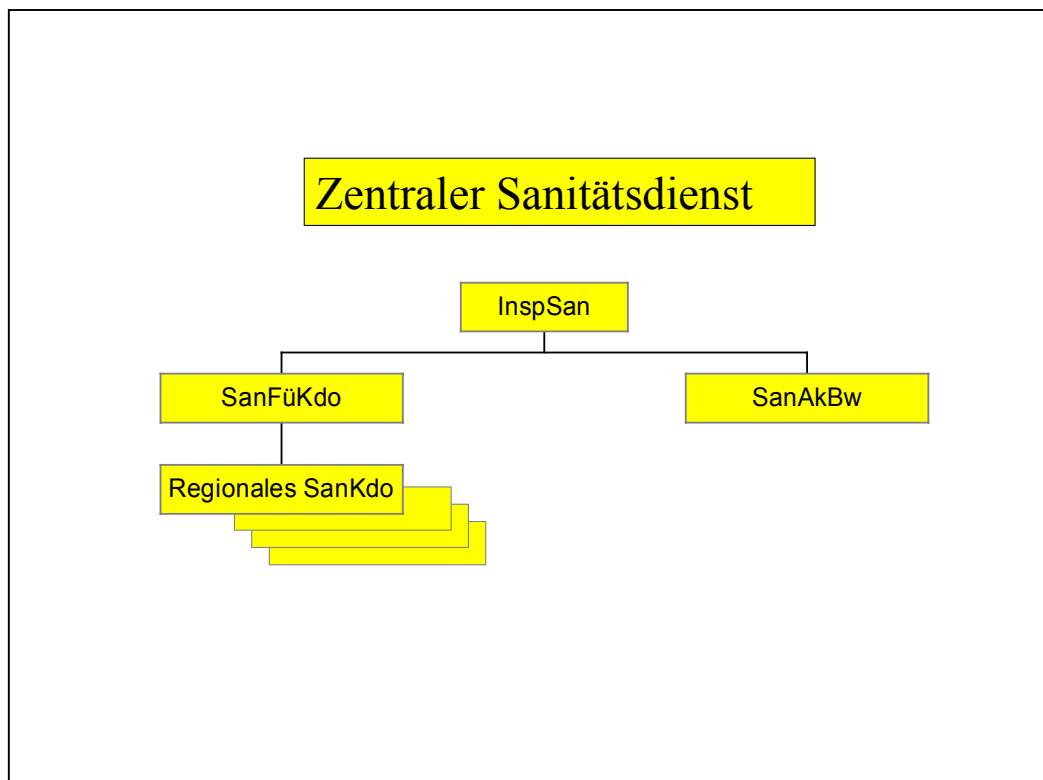 Zentraler Sanitätsdienst
InspSan
SanFüKdo
SanAkBw
Regionales SanKdo